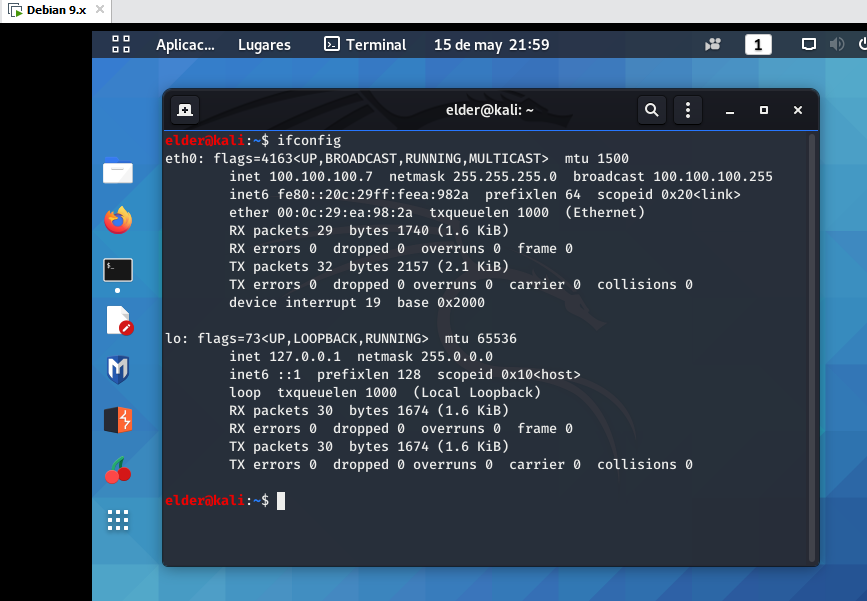 Debian 9.x
Aplicac... Lugares Terminal 15 de may 21:59 1
elder@kali: ~
elder@kali:~$ ifconfig
eth0: flags=4163<UP,BROADCAST,RUNNING,MULTICAST>  mtu 1500
        inet 100.100.100.7  netmask 255.255.255.0  broadcast 100.100.100.255
        inet6 fe80::20c:29ff:feea:982a  prefixlen 64  scopeid 0x20<link>
        ether 00:0c:29:ea:98:2a  txqueuelen 1000  (Ethernet)
        RX packets 29  bytes 1740 (1.6 KiB)
        RX errors 0  dropped 0  overruns 0  frame 0
        TX packets 32  bytes 2157 (2.1 KiB)
        TX errors 0  dropped 0 overruns 0  carrier 0  collisions 0
        device interrupt 19  base 0x2000

lo: flags=73<UP,LOOPBACK,RUNNING>  mtu 65536
        inet 127.0.0.1  netmask 255.0.0.0
        inet6 ::1  prefixlen 128  scopeid 0x10<host>
        loop  txqueuelen 1000  (Local Loopback)
        RX packets 30  bytes 1674 (1.6 KiB)
        RX errors 0  dropped 0  overruns 0  frame 0
        TX packets 30  bytes 1674 (1.6 KiB)
        TX errors 0  dropped 0 overruns 0  carrier 0  collisions 0

elder@kali:~$